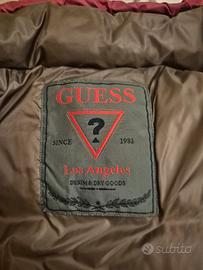 GUESS
?
SINCE 1981
Los Angeles
DENIM & DRY GOODS
subito